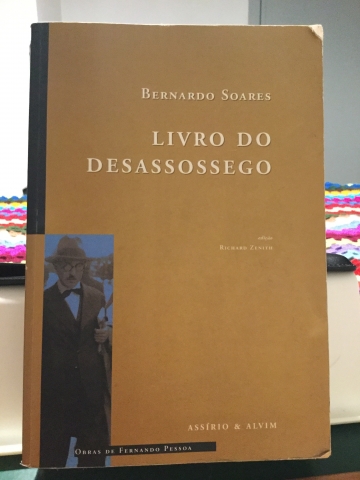 BERNARDO SOARES
LIVRO DO
DESASSOSSEGO
edição
RICHARD ZENITH
ASSÍRIO & ALVIM
OBRAS DE FERNANDO PESSOA